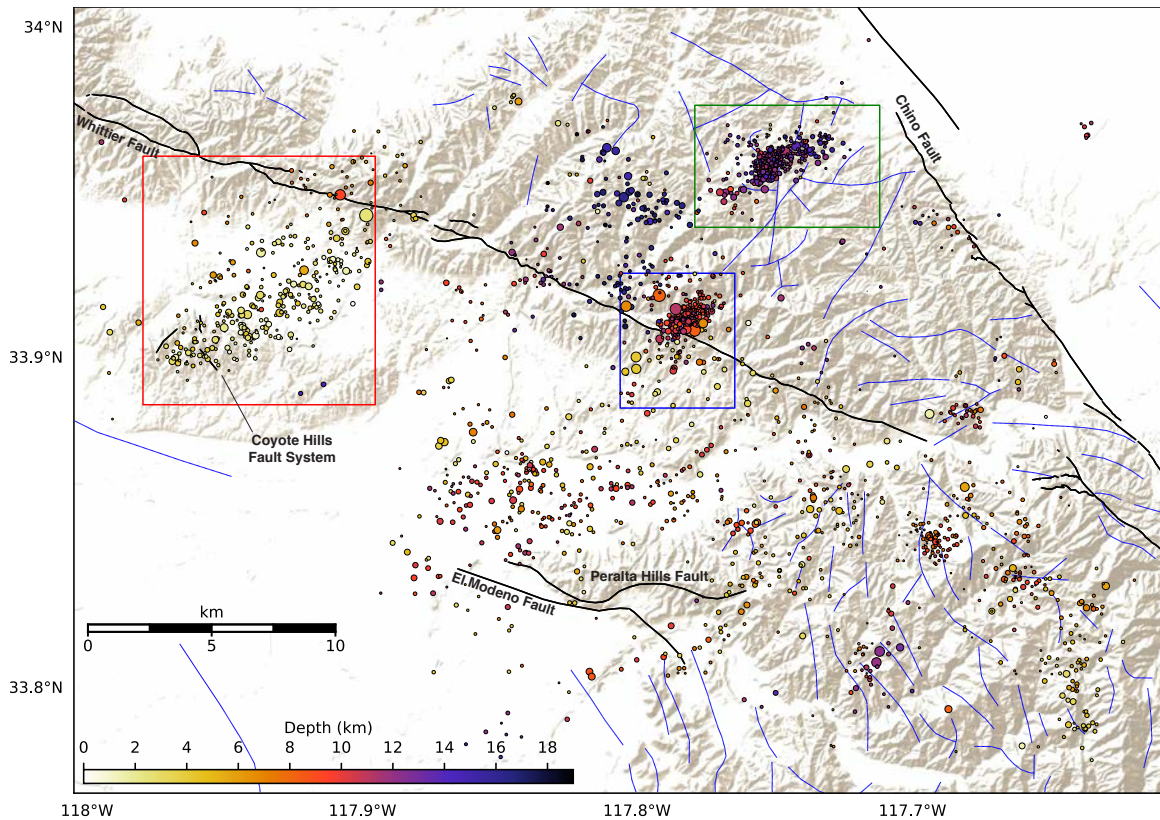 34°N
Chino Fault
Whittier Fault
33.9°N
Coyote Hills
Fault System
Peralta Hills Fault
El.Modeno Fault
km
0 5 10
33.8°N
Depth (km)
0 2 4 6 8 10 12 14 16 18
118°W 117.9°W 117.8°W 117.7°W